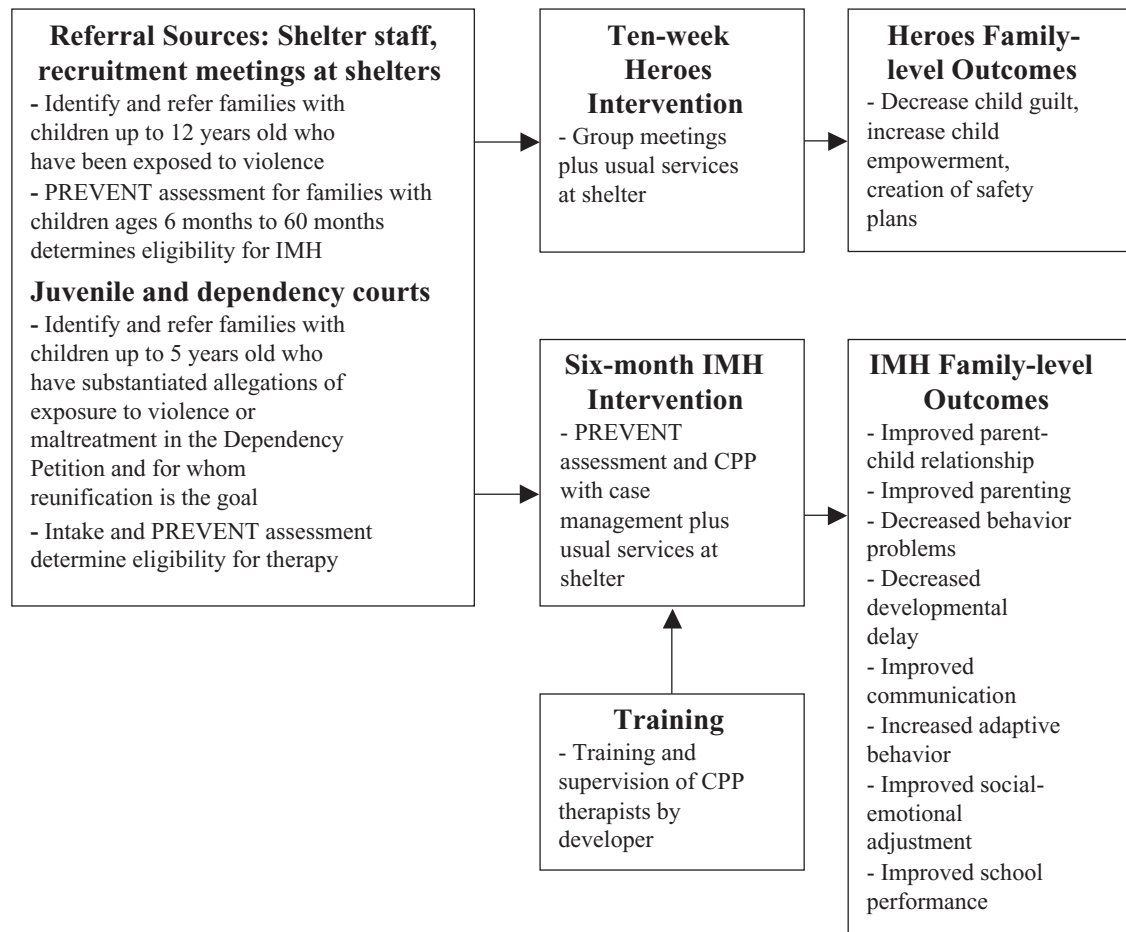 Referral Sources: Shelter staff,
recruitment meetings at shelters
- Identify and refer families with
children up to 12 years old who
have been exposed to violence
- PREVENT assessment for families with
children ages 6 months to 60 months
determines eligibility for IMH
Juvenile and dependency courts
- Identify and refer families with
children up to 5 years old who
have substantiated allegations of
exposure to violence or
maltreatment in the Dependency
Petition and for whom
reunification is the goal
- Intake and PREVENT assessment
determine eligibility for therapy
Ten-week
Heroes
Intervention
- Group meetings
plus usual services
at shelter
Heroes Family-
level Outcomes
- Decrease child guilt,
increase child
empowerment,
creation of safety
plans
Six-month IMH
Intervention
- PREVENT
assessment and CPP
with case
management plus
usual services at
shelter
IMH Family-level
Outcomes
- Improved parent-
child relationship
- Improved parenting
- Decreased behavior
problems
- Decreased
developmental
delay
- Improved
communication
- Increased adaptive
behavior
- Improved social-
emotional
adjustment
- Improved school
performance
Training
- Training and
supervision of CPP
therapists by
developer